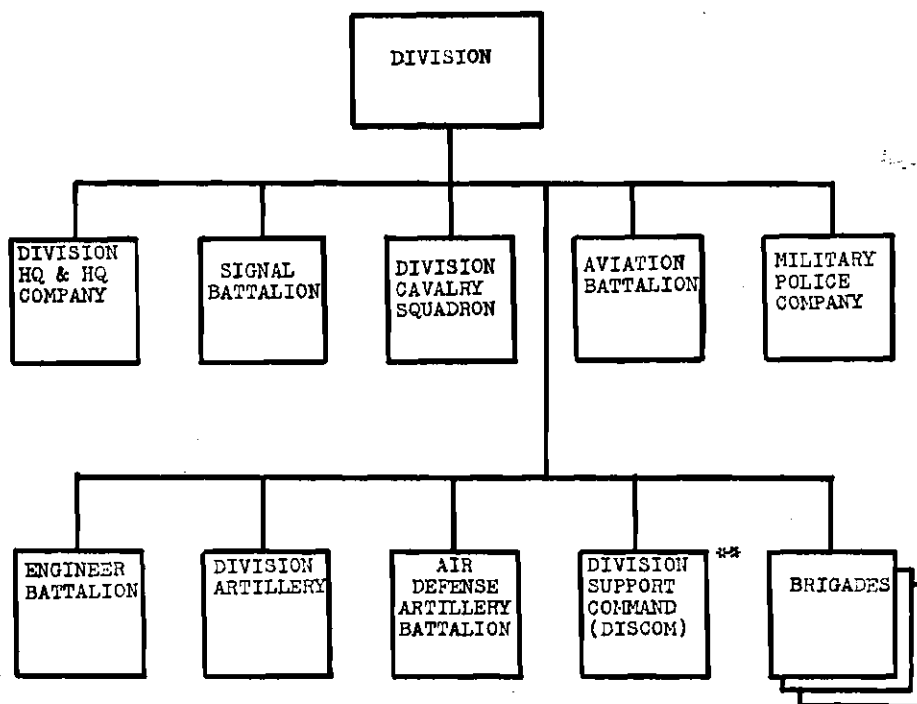 DIVISION
DIVISION
HQ & HQ
COMPANY
SIGNAL
BATTALION
DIVISION
CAVALRY
SQUADRON
AVIATION
BATTALION
MILITARY
POLICE
COMPANY
ENGINEER
BATTALION
DIVISION
ARTILLERY
AIR
DEFENSE
ARTILLERY
BATTALION
DIVISION
SUPPORT
COMMAND
(DISCOM)
**
BRIGADES